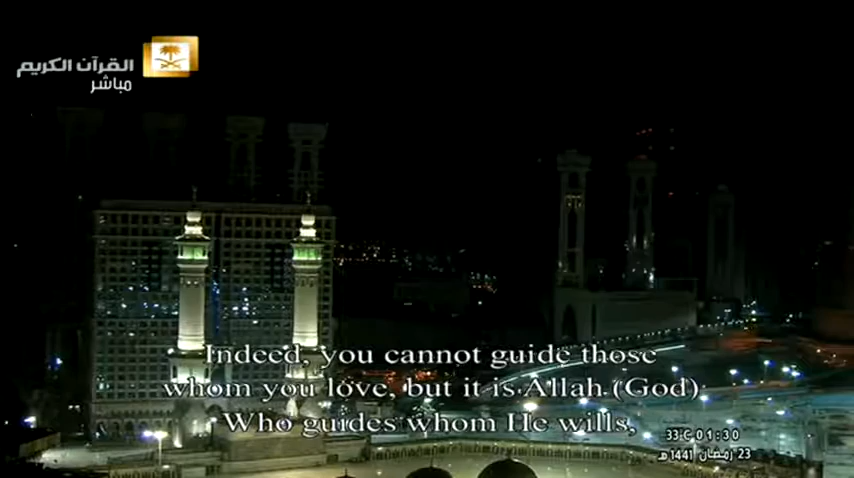 القرآن الكريم
مباشر
Indeed, you cannot guide those
whom you love, but it is Allah (God)
Who guides whom He wills,
33°C 01:30
23 رمضان 1441 هـ